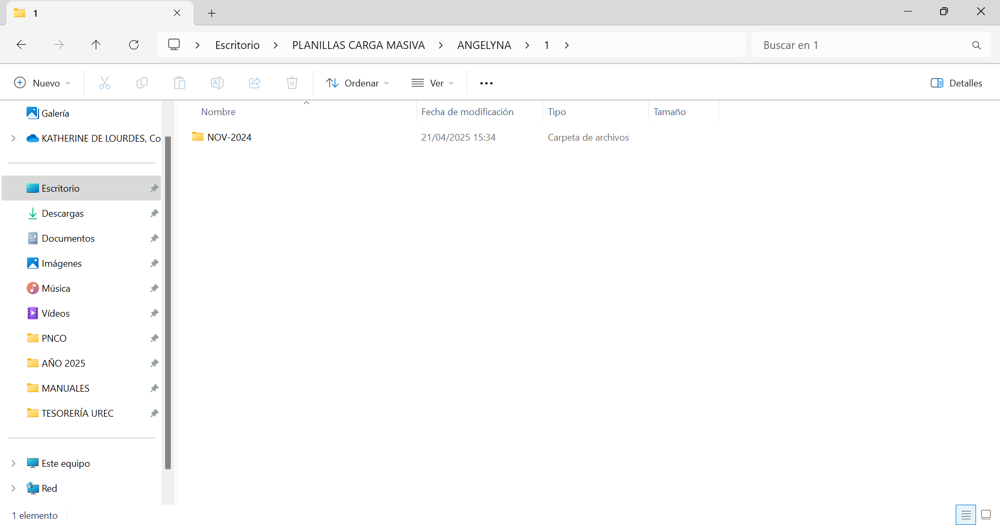 1
Escritorio > PLANILLAS CARGA MASIVA > ANGELYNA > 1 >
Buscar en 1
Nuevo
Ordenar
Ver
Detalles
Nombre
Fecha de modificación
Tipo
Tamaño
NOV-2024
21/04/2025 15:34
Carpeta de archivos
Galería
KATHERINE DE LOURDES, Co
Escritorio
Descargas
Documentos
Imágenes
Música
Vídeos
PNCO
AÑO 2025
MANUALES
TESORERÍA UREC
Este equipo
Red
1 elemento